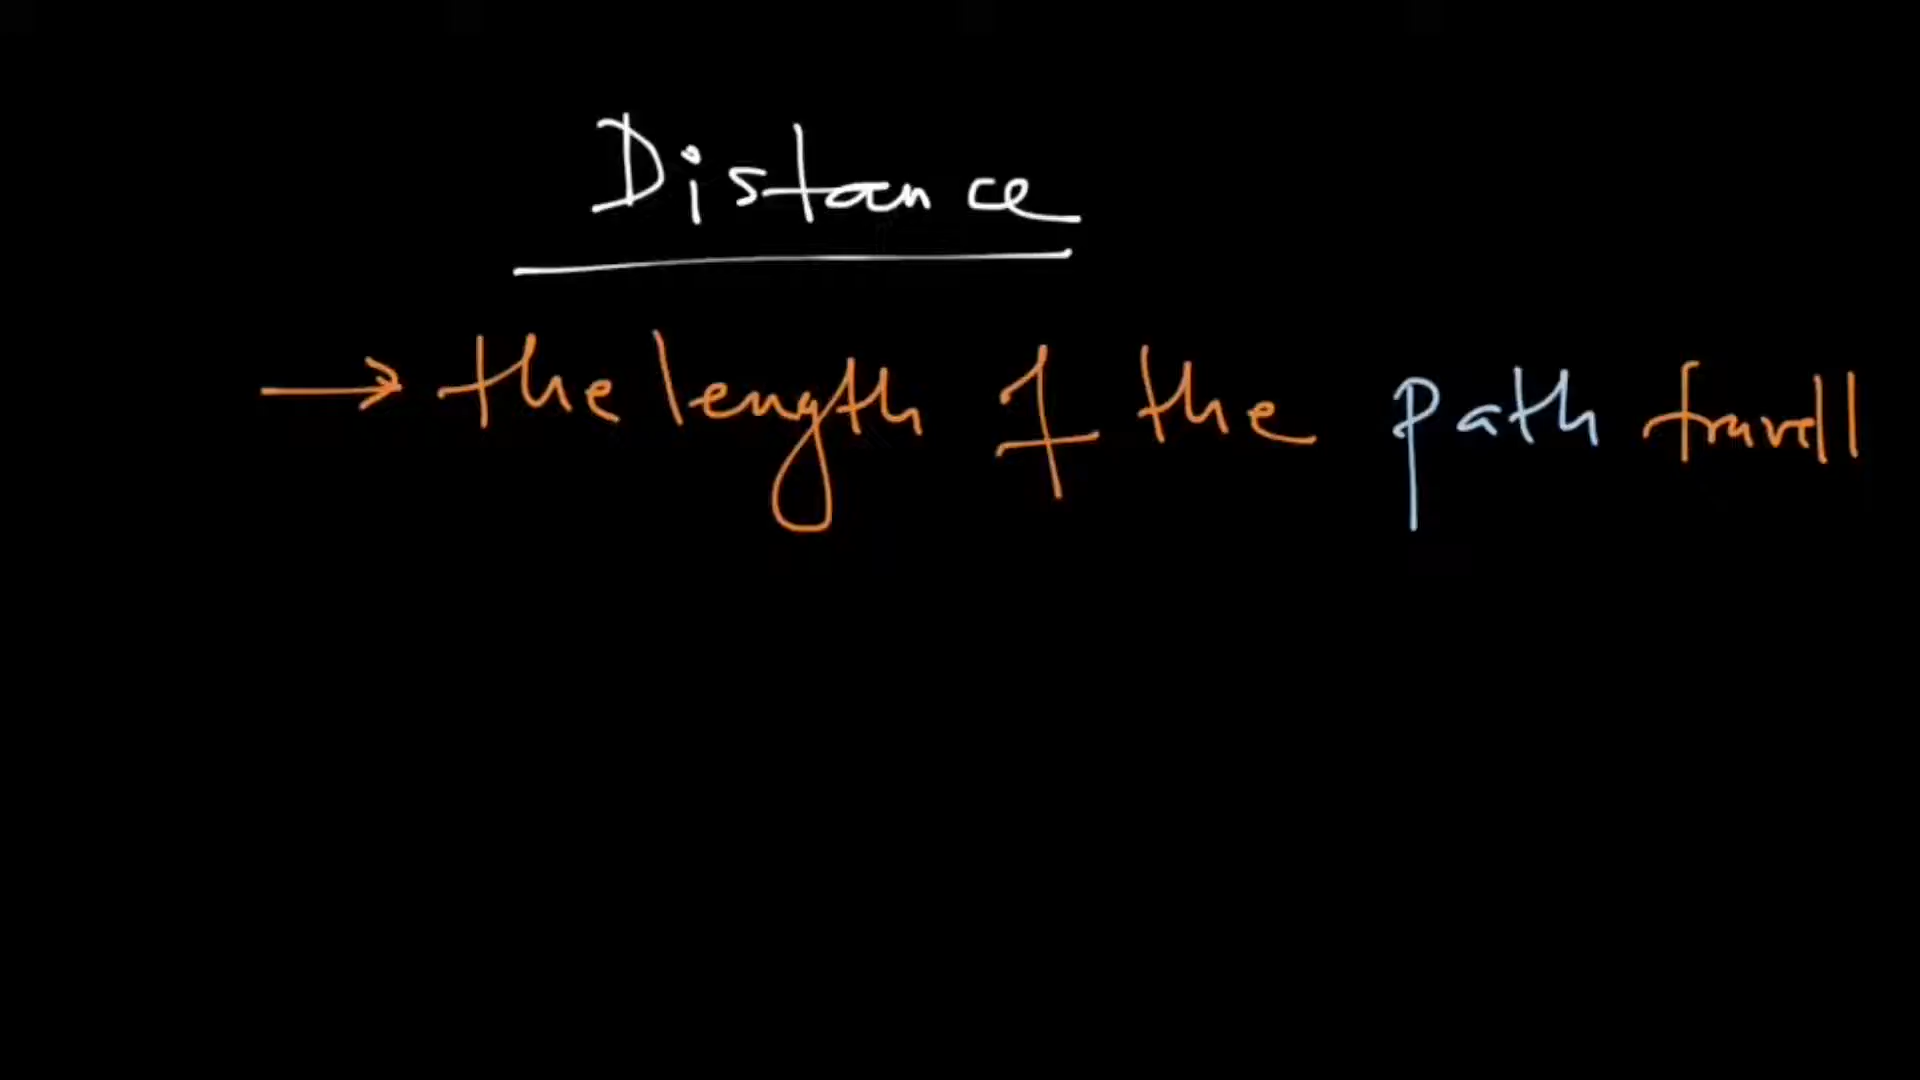 Distance
→ the length of the path travell